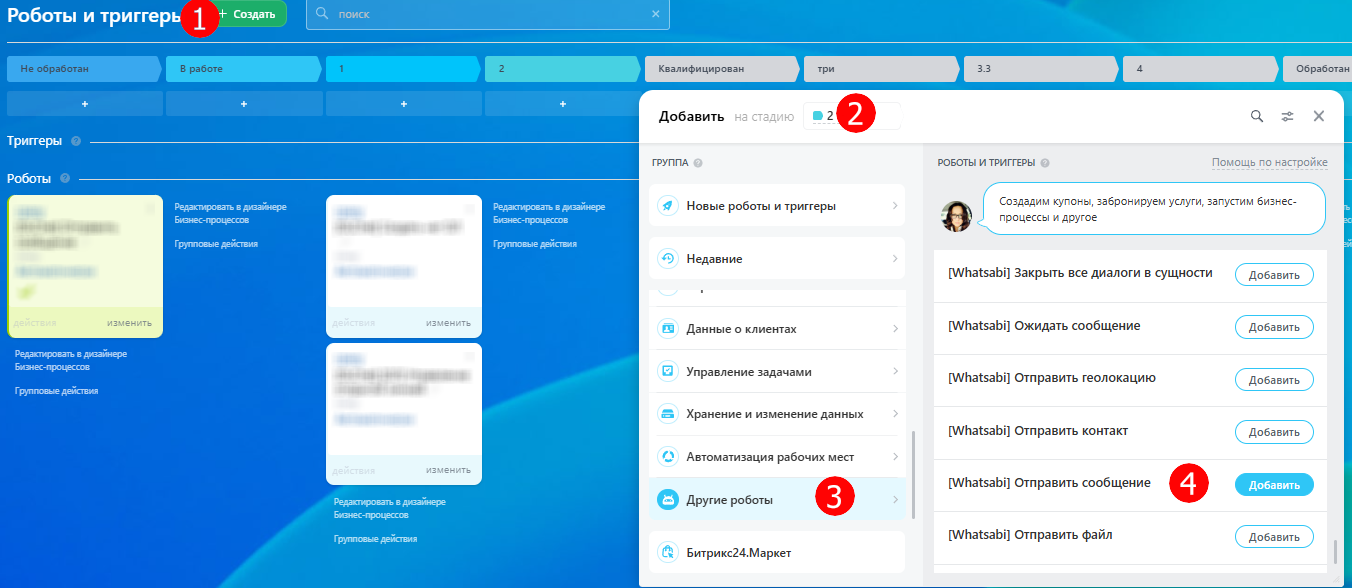 Роботы и триггеры
1
+ Создать
поиск
Не обработан
В работе
1
2
Квалифицирован
три
3.3
4
Обработан
+
+
+
+
Триггеры
Роботы
Редактировать в дизайнере
Бизнес-процессов
Групповые действия
действия
изменить
Редактировать в дизайнере
Бизнес-процессов
Групповые действия
Редактировать в дизайнере
Бизнес-процессов
Групповые действия
действия
изменить
действия
изменить
Редактировать в дизайнере
Бизнес-процессов
Групповые действия
Добавить на стадию 2
2
ГРУППА
Новые роботы и триггеры
Недавние
Данные о клиентах
Управление задачами
Хранение и изменение данных
Автоматизация рабочих мест
Другие роботы
3
Битрикс24.Маркет
РОБОТЫ И ТРИГГЕРЫ
Помощь по настройке
Создадим купоны, забронируем услуги, запустим бизнес-
процессы и другое
[Whatsabi] Закрыть все диалоги в сущности
Добавить
[Whatsabi] Ожидать сообщение
Добавить
[Whatsabi] Отправить геолокацию
Добавить
[Whatsabi] Отправить контакт
Добавить
[Whatsabi] Отправить сообщение
4
Добавить
[Whatsabi] Отправить файл
Добавить